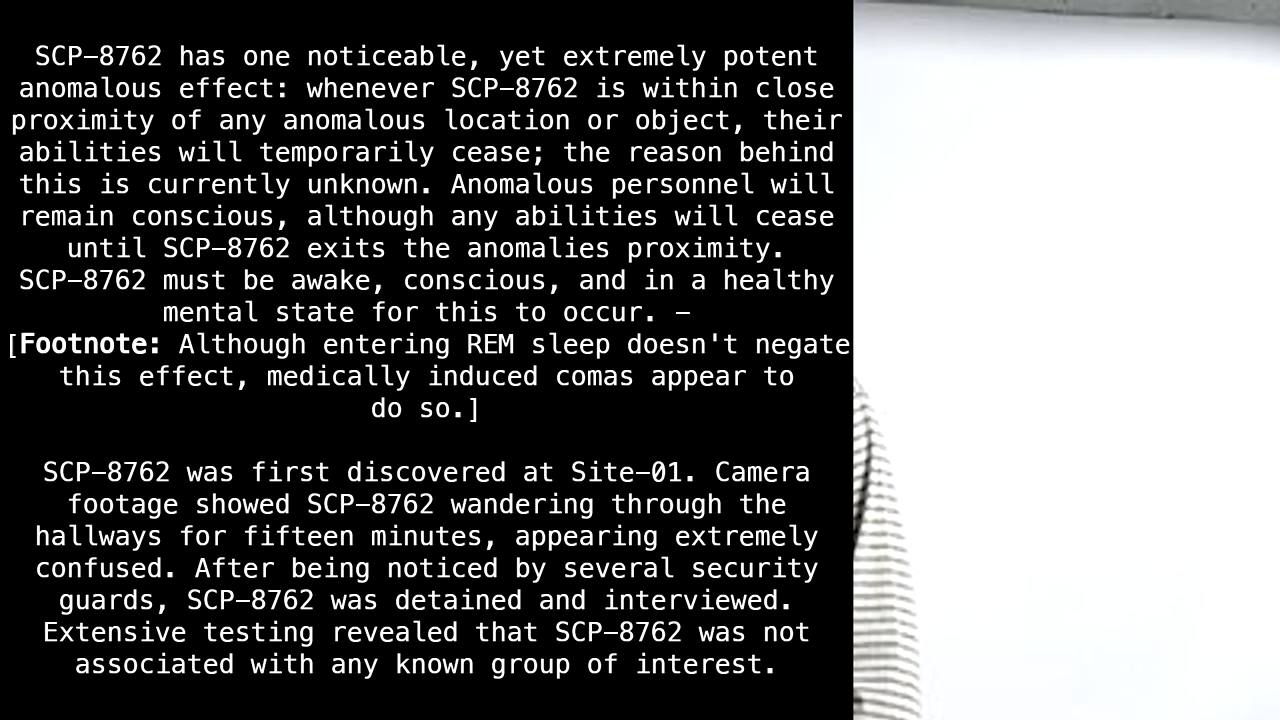 SCP-8762 has one noticeable, yet extremely potent
anomalous effect: whenever SCP-8762 is within close
proximity of any anomalous location or object, their
abilities will temporarily cease; the reason behind
this is currently unknown. Anomalous personnel will
remain conscious, although any abilities will cease
until SCP-8762 exits the anomalies proximity.
SCP-8762 must be awake, conscious, and in a healthy
mental state for this to occur. —
[Footnote: Although entering REM sleep doesn't negate
this effect, medically induced comas appear to
do so.]
SCP-8762 was first discovered at Site-01. Camera
footage showed SCP-8762 wandering through the
hallways for fifteen minutes, appearing extremely
confused. After being noticed by several security
guards, SCP-8762 was detained and interviewed.
Extensive testing revealed that SCP-8762 was not
associated with any known group of interest.